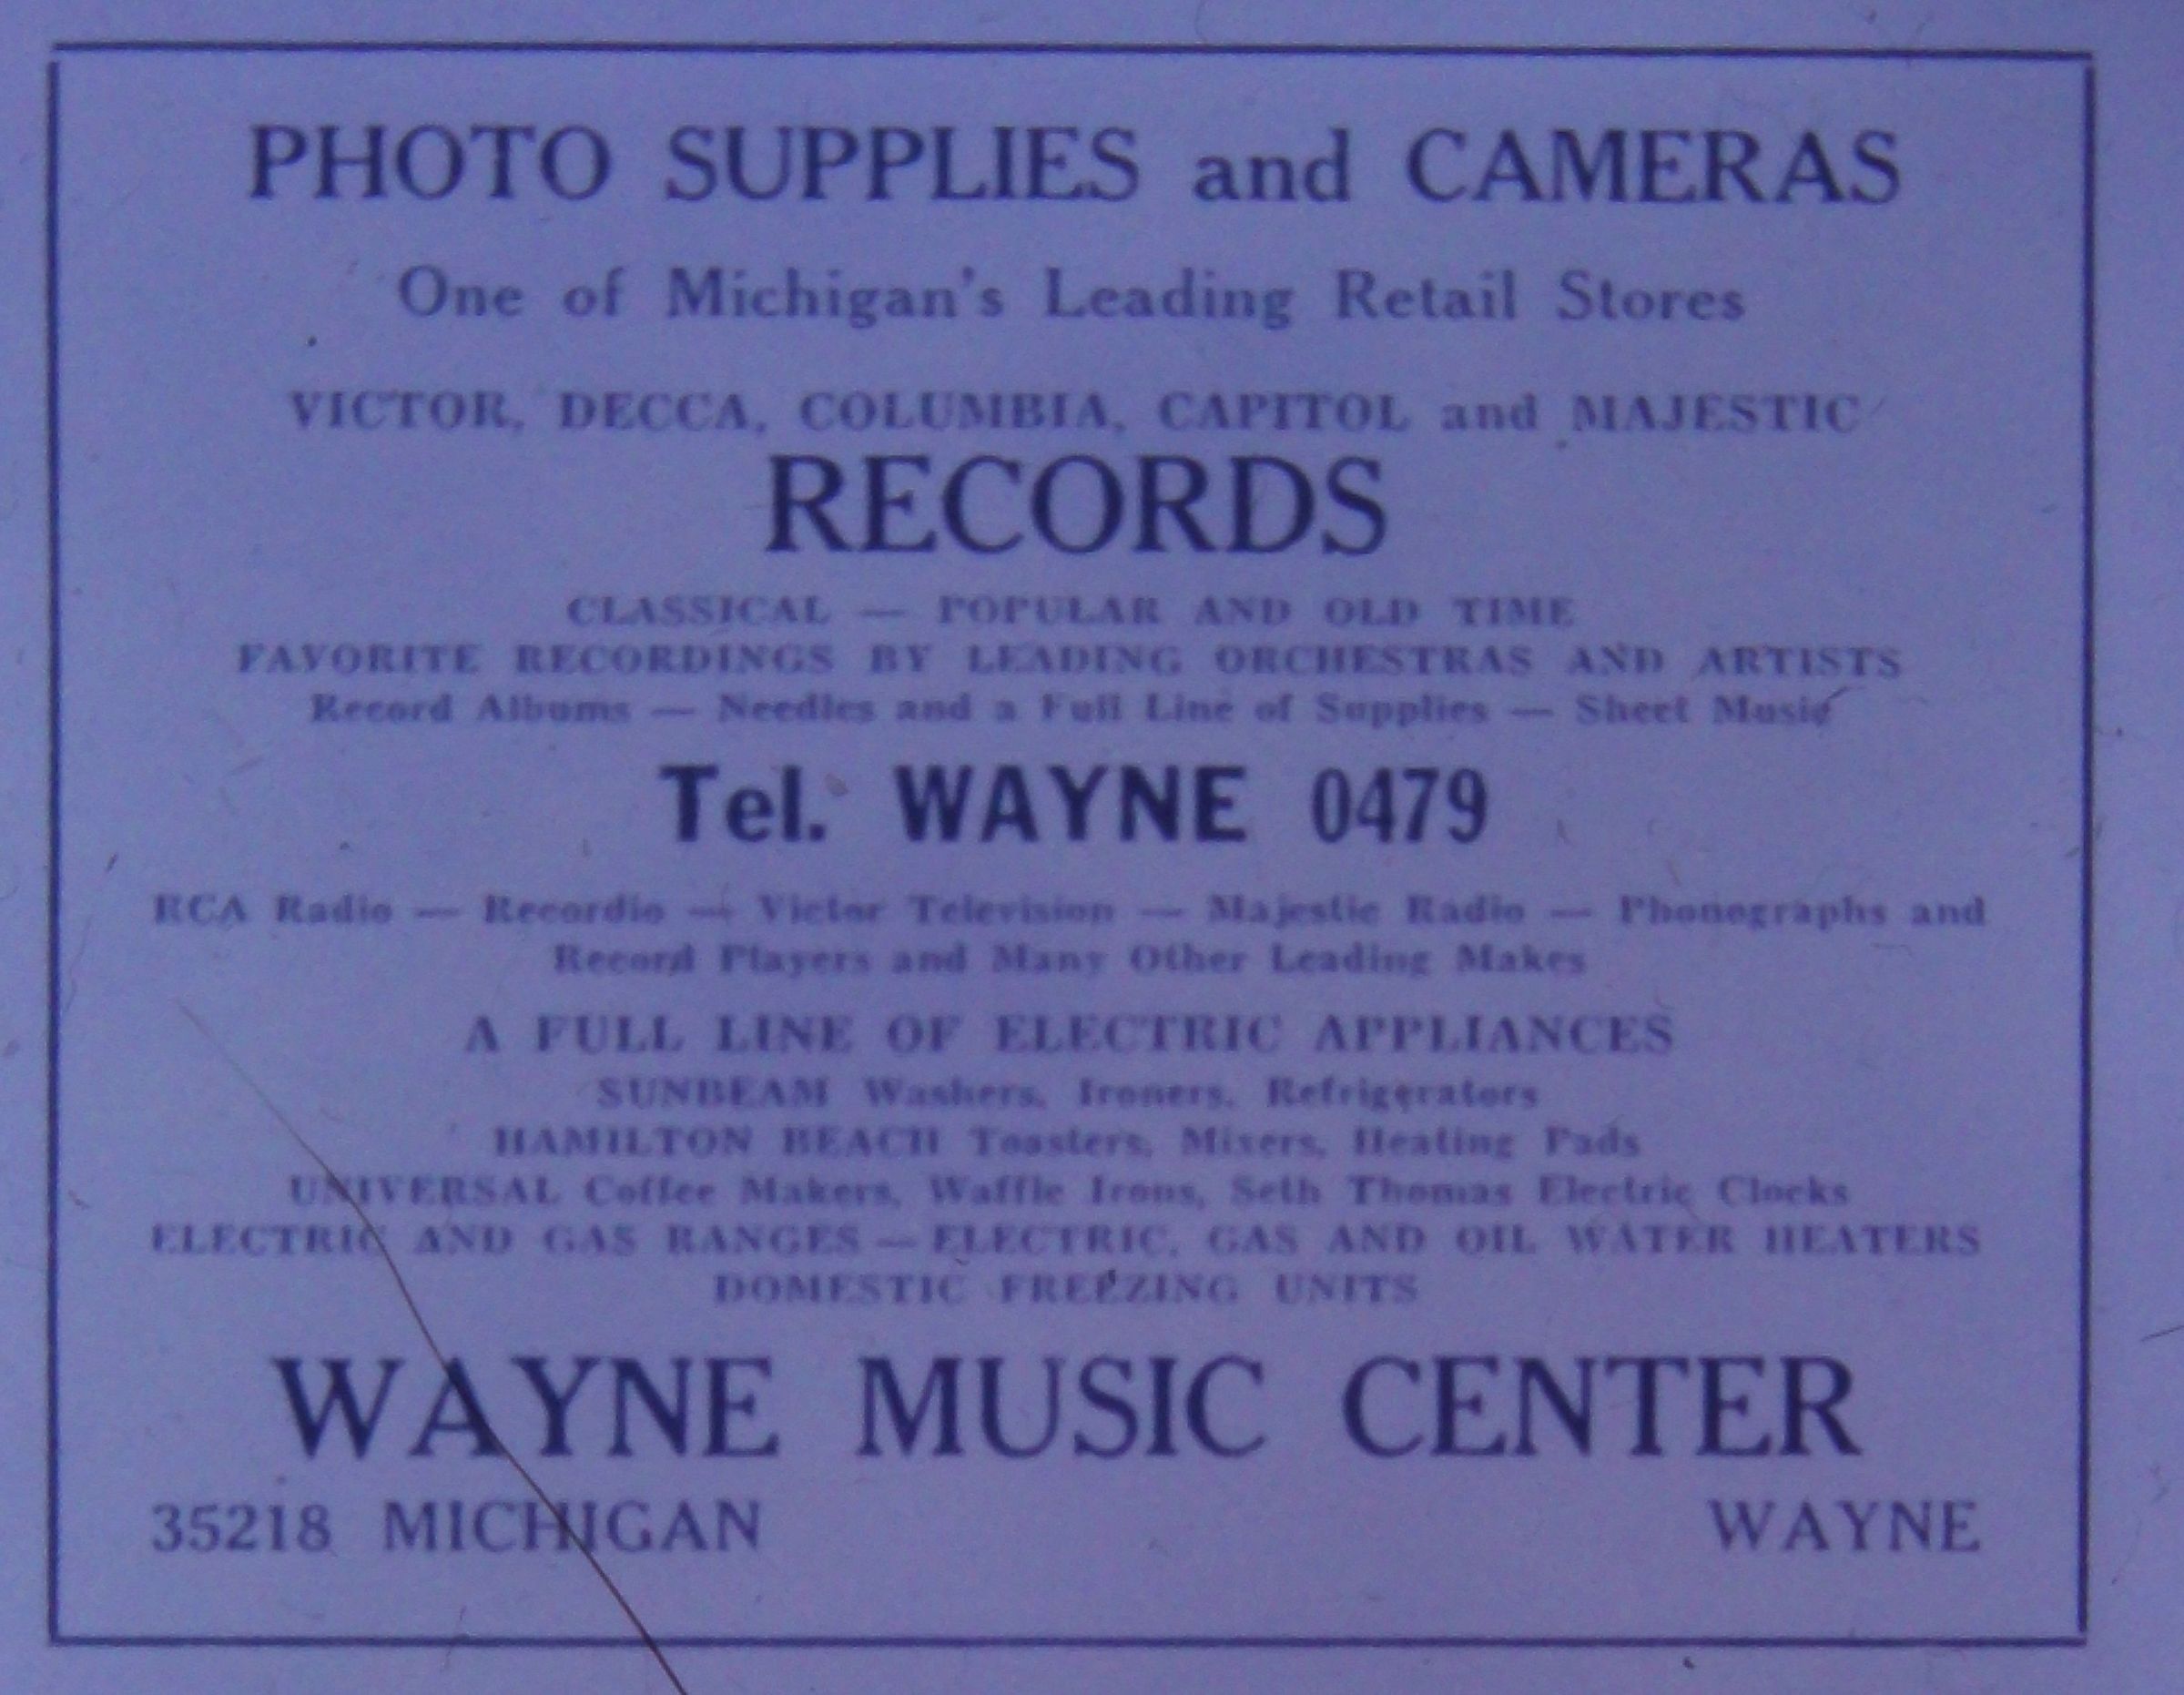 PHOTO SUPPLIES and CAMERAS
One of Michigan's Leading Retail Stores
VICTOR, DECCA, COLUMBIA, CAPITOL and MAJESTIC
RECORDS
CLASSICAL — POPULAR AND OLD TIME
FAVORITE RECORDINGS BY LEADING ORCHESTRAS AND ARTISTS
Record Albums — Needles and a Full Line of Supplies — Sheet Music
Tel. WAYNE 0479
RCA Radio — Recordio — Victor Television — Majestic Radio — Phonographs and
Record Players and Many Other Leading Makes
A FULL LINE OF ELECTRIC APPLIANCES
SUNBEAM Washers, Ironers, Refrigerators
HAMILTON BEACH Toasters, Mixers, Heating Pads
UNIVERSAL Coffee Makers, Waffle Irons, Seth Thomas Electric Clocks
ELECTRIC AND GAS RANGES — ELECTRIC, GAS AND OIL WATER HEATERS
DOMESTIC FREEZING UNITS
WAYNE MUSIC CENTER
35218 MICHIGAN WAYNE